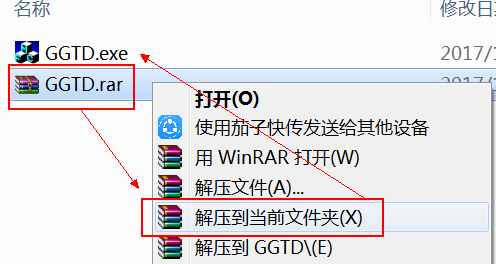 名称 修改日期
GGTD.exe 2017/1
GGTD.rar 2017/1
打开(O)
使用茄子快传发送给其他设备
用 WinRAR 打开(W)
解压文件(A)...
解压到当前文件夹(X)
解压到 GGTD\(E)